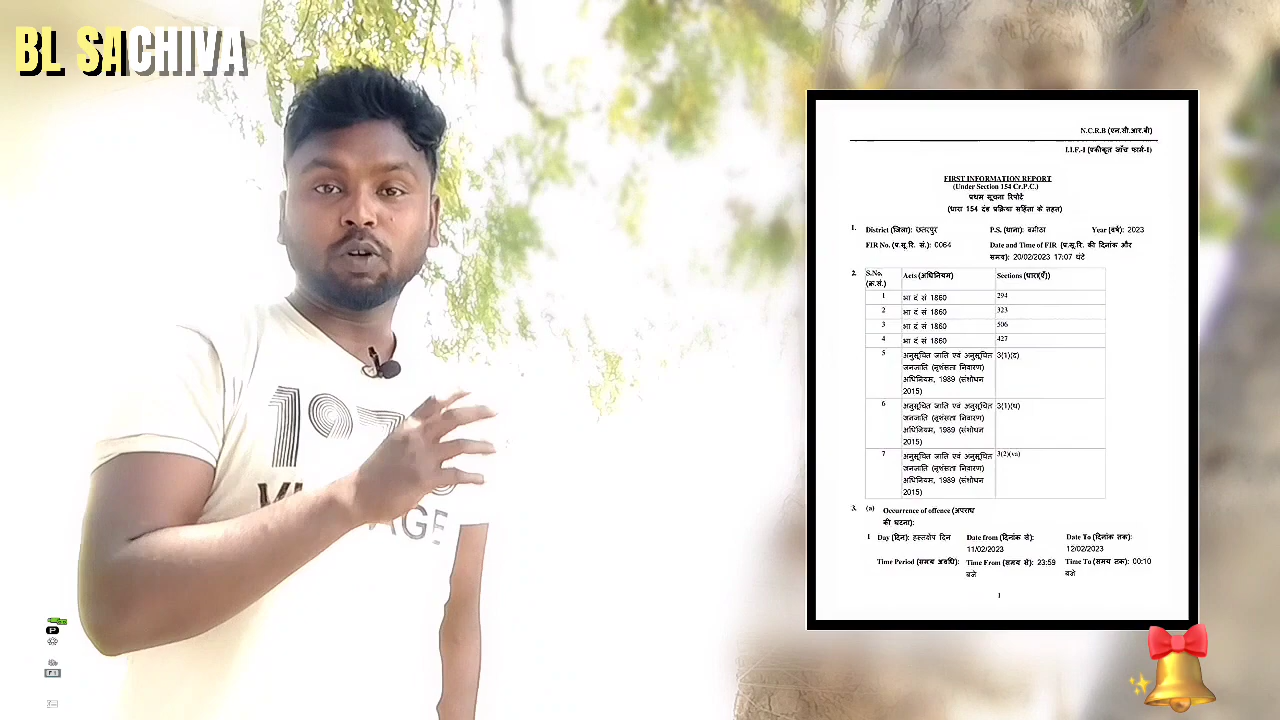 BL SACHIVA
N.C.R.B (एन.सी.आर.बी)
I.I.F.-I (एकीकृत जाँच फार्म-I)
FIRST INFORMATION REPORT
(Under Section 154 Cr.P.C.)
प्रथम सूचना रिपोर्ट
(धारा 154 दंड प्रक्रिया संहिता के तहत)
1. District (जिला): छतरपुर P.S. (थाना): बमीठा Year (वर्ष): 2023
FIR No. (प्र.सू.रि. सं.): 0064 Date and Time of FIR (प्र.सू.रि. की दिनांक और
समय): 20/02/2023 17:07 घंटे
2. S.No. (क्र.सं.) Acts (अधिनियम) Sections (धारा(एँ))
1 भा दं सं 1860 294
2 भा दं सं 1860 323
3 भा दं सं 1860 506
4 भा दं सं 1860 427
5 अनुसूचित जाति एवं अनुसूचित 3(1)(द)
जनजाति (नृशंसता निवारण)
अधिनियम, 1989 (संशोधन
2015)
6 अनुसूचित जाति एवं अनुसूचित 3(1)(ध)
जनजाति (नृशंसता निवारण)
अधिनियम, 1989 (संशोधन
2015)
7 अनुसूचित जाति एवं अनुसूचित 3(2)(va)
जनजाति (नृशंसता निवारण)
अधिनियम, 1989 (संशोधन
2015)
3. (a) Occurrence of offence (अपराध
की घटना):
1 Day (दिन): हस्तक्षेप दिन Date from (दिनांक से): Date To (दिनांक तक):
11/02/2023 12/02/2023
Time Period (समय अवधि): Time From (समय से): 23:59 Time To (समय तक): 00:10
बजे बजे
1